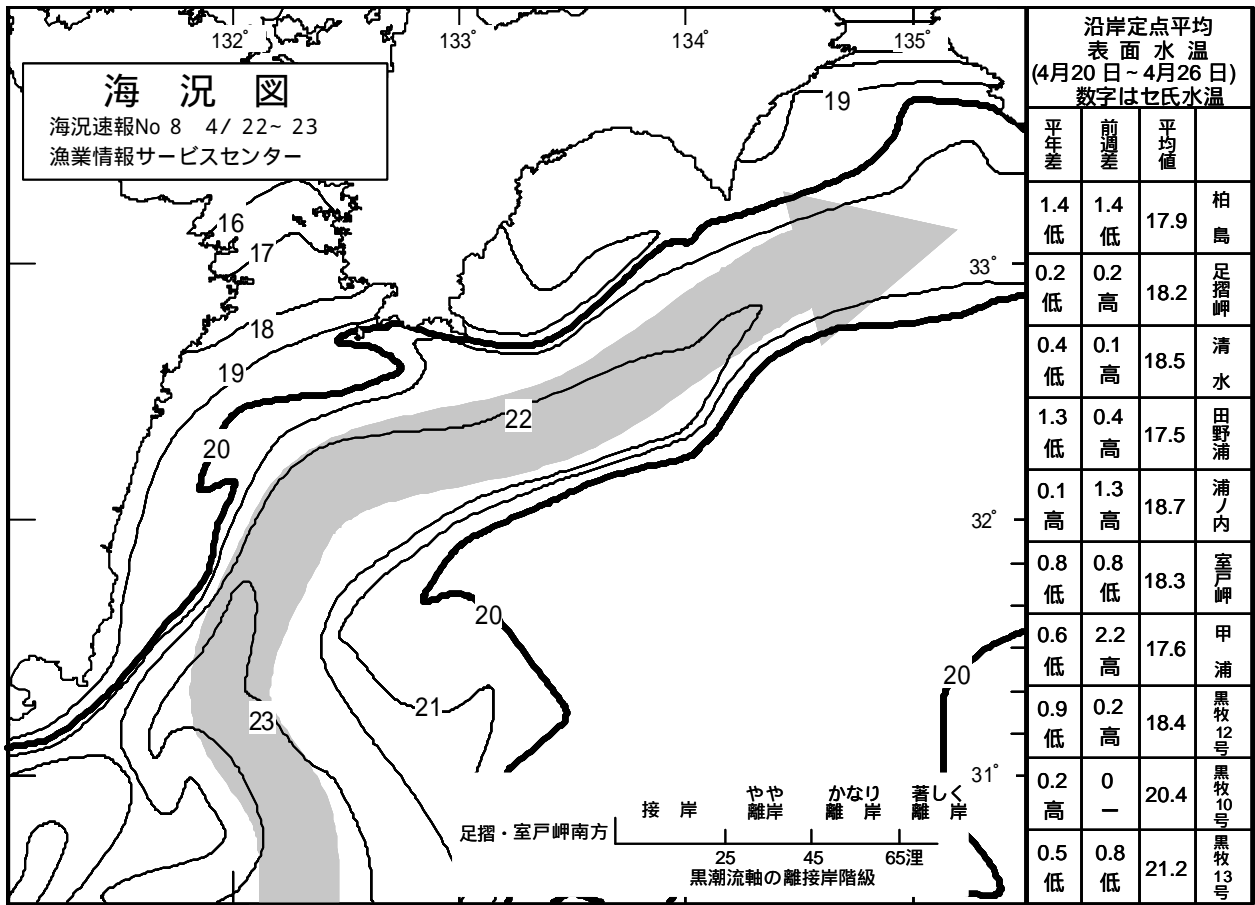 132°
133°
134°
135°
海況図
海況速報No 8 4/ 22~ 23
漁業情報サービスセンター
19
16
17
33°
18
19
22
20
32°
20
20
21
23
31°
接岸
やや離岸
かなり離岸
著しく離岸
足摺・室戸岬南方
25 45 65浬
黒潮流軸の離接岸階級
沿岸定点平均
表面水温
(4月20日~4月26日)
数字はセ氏水温
平年差 前週差 平均値
1.4低 1.4低 17.9 柏島
0.2低 0.2高 18.2 足摺岬
0.4低 0.1高 18.5 清水
1.3低 0.4高 17.5 田野浦
0.1高 1.3高 18.7 浦ノ内
0.8低 0.8低 18.3 室戸岬
0.6低 2.2高 17.6 甲浦
0.9低 0.2高 18.4 黒牧12号
0.2高 0– 20.4 黒牧10号
0.5低 0.8低 21.2 黒牧13号